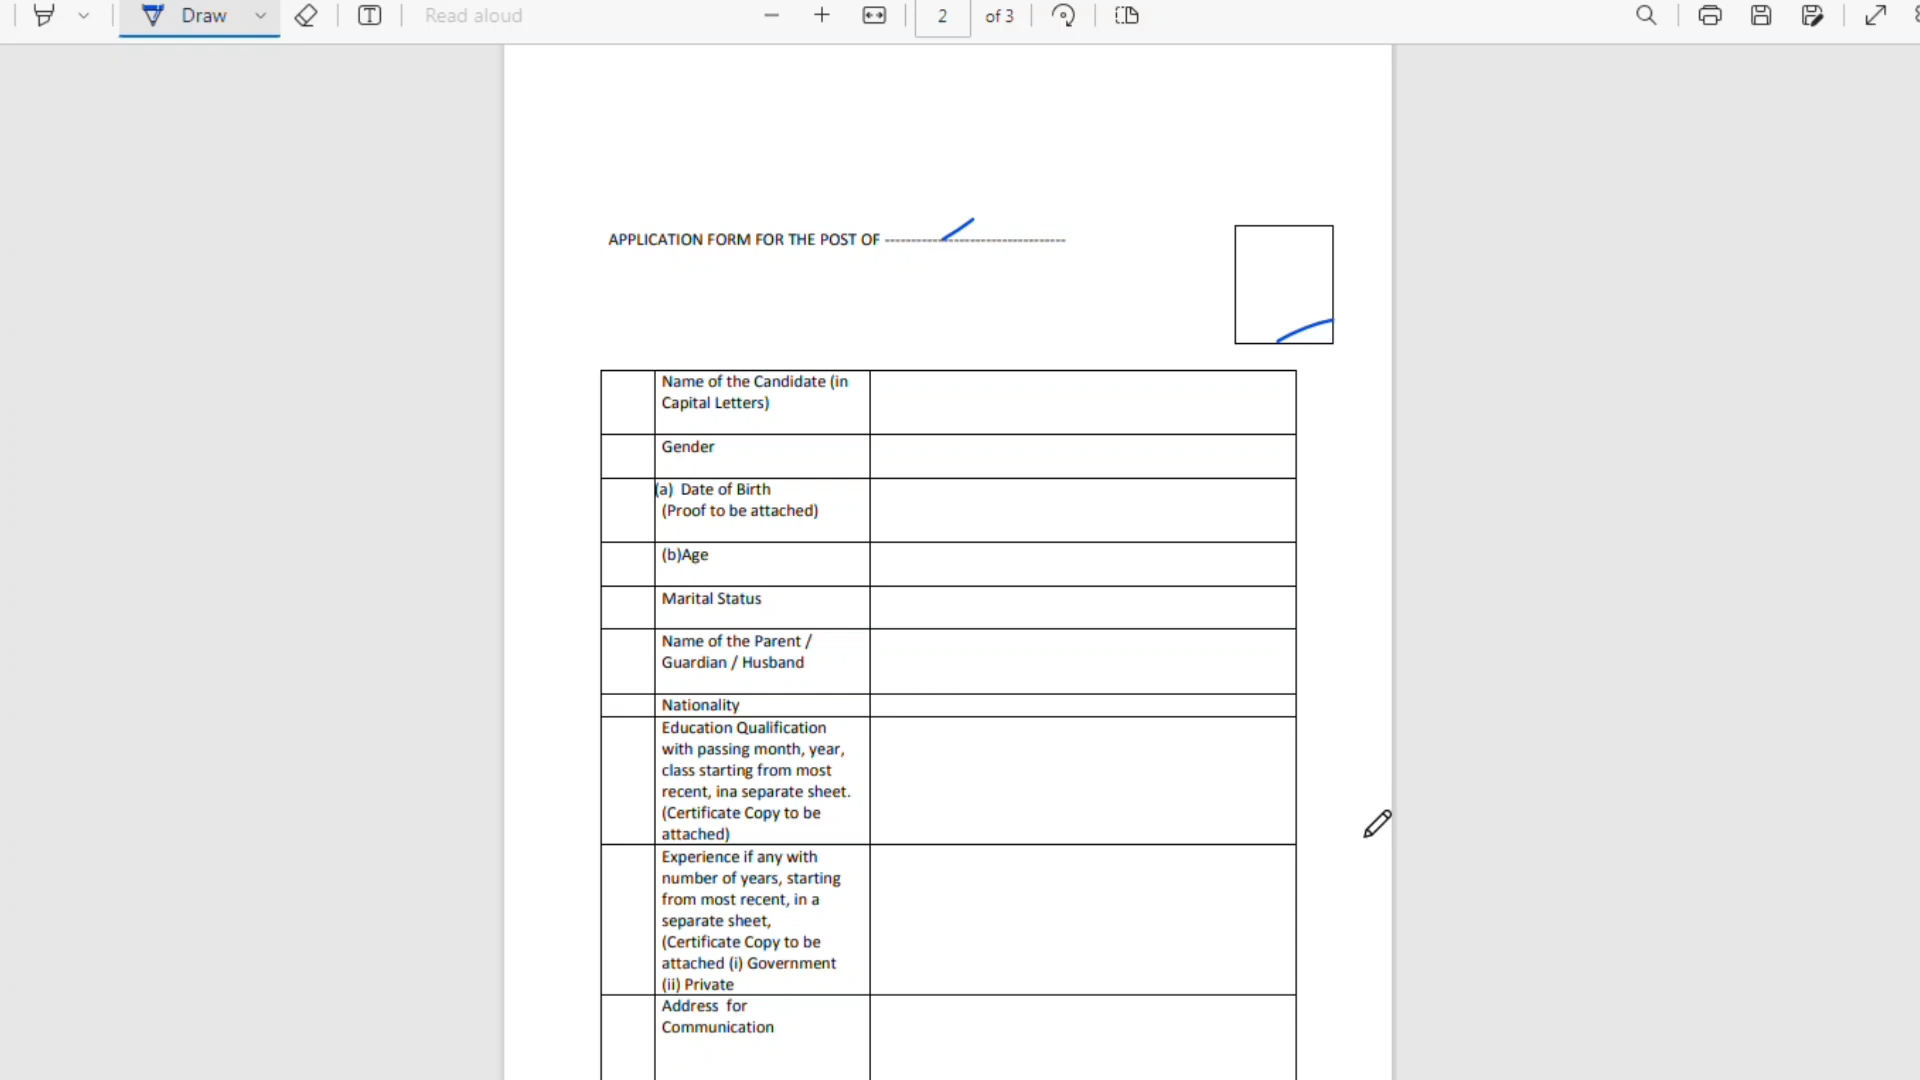 Draw
Read aloud
2
of 3
APPLICATION FORM FOR THE POST OF ------------------------------------
Name of the Candidate (in
Capital Letters)
Gender
(a) Date of Birth
(Proof to be attached)
(b)Age
Marital Status
Name of the Parent /
Guardian / Husband
Nationality
Education Qualification
with passing month, year,
class starting from most
recent, ina separate sheet.
(Certificate Copy to be
attached)
Experience if any with
number of years, starting
from most recent, in a
separate sheet,
(Certificate Copy to be
attached (i) Government
(ii) Private
Address for
Communication